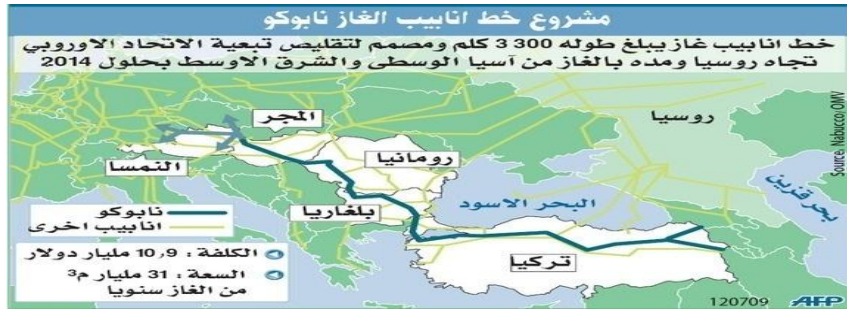 مشروع خط انابيب الغاز نابوكو
خط انابيب غاز يبلغ طوله 300 3 كلم ومصمم لتقليص تبعية الاتحاد الاوروبي
تجاه روسيا ومده بالغاز من آسيا الوسطى والشرق الاوسط بحلول 2014
روسيا
المجر
رومانيا
النمسا
بلغاريا
البحر الاسود
بحر قزوين
تركيا
نابوكو
انابيب اخرى
الكلفة : 10,9 مليار دولار
السعة : 31 مليار م³
من الغاز سنويا
Source: Nabucco/OMV
120709
AFP